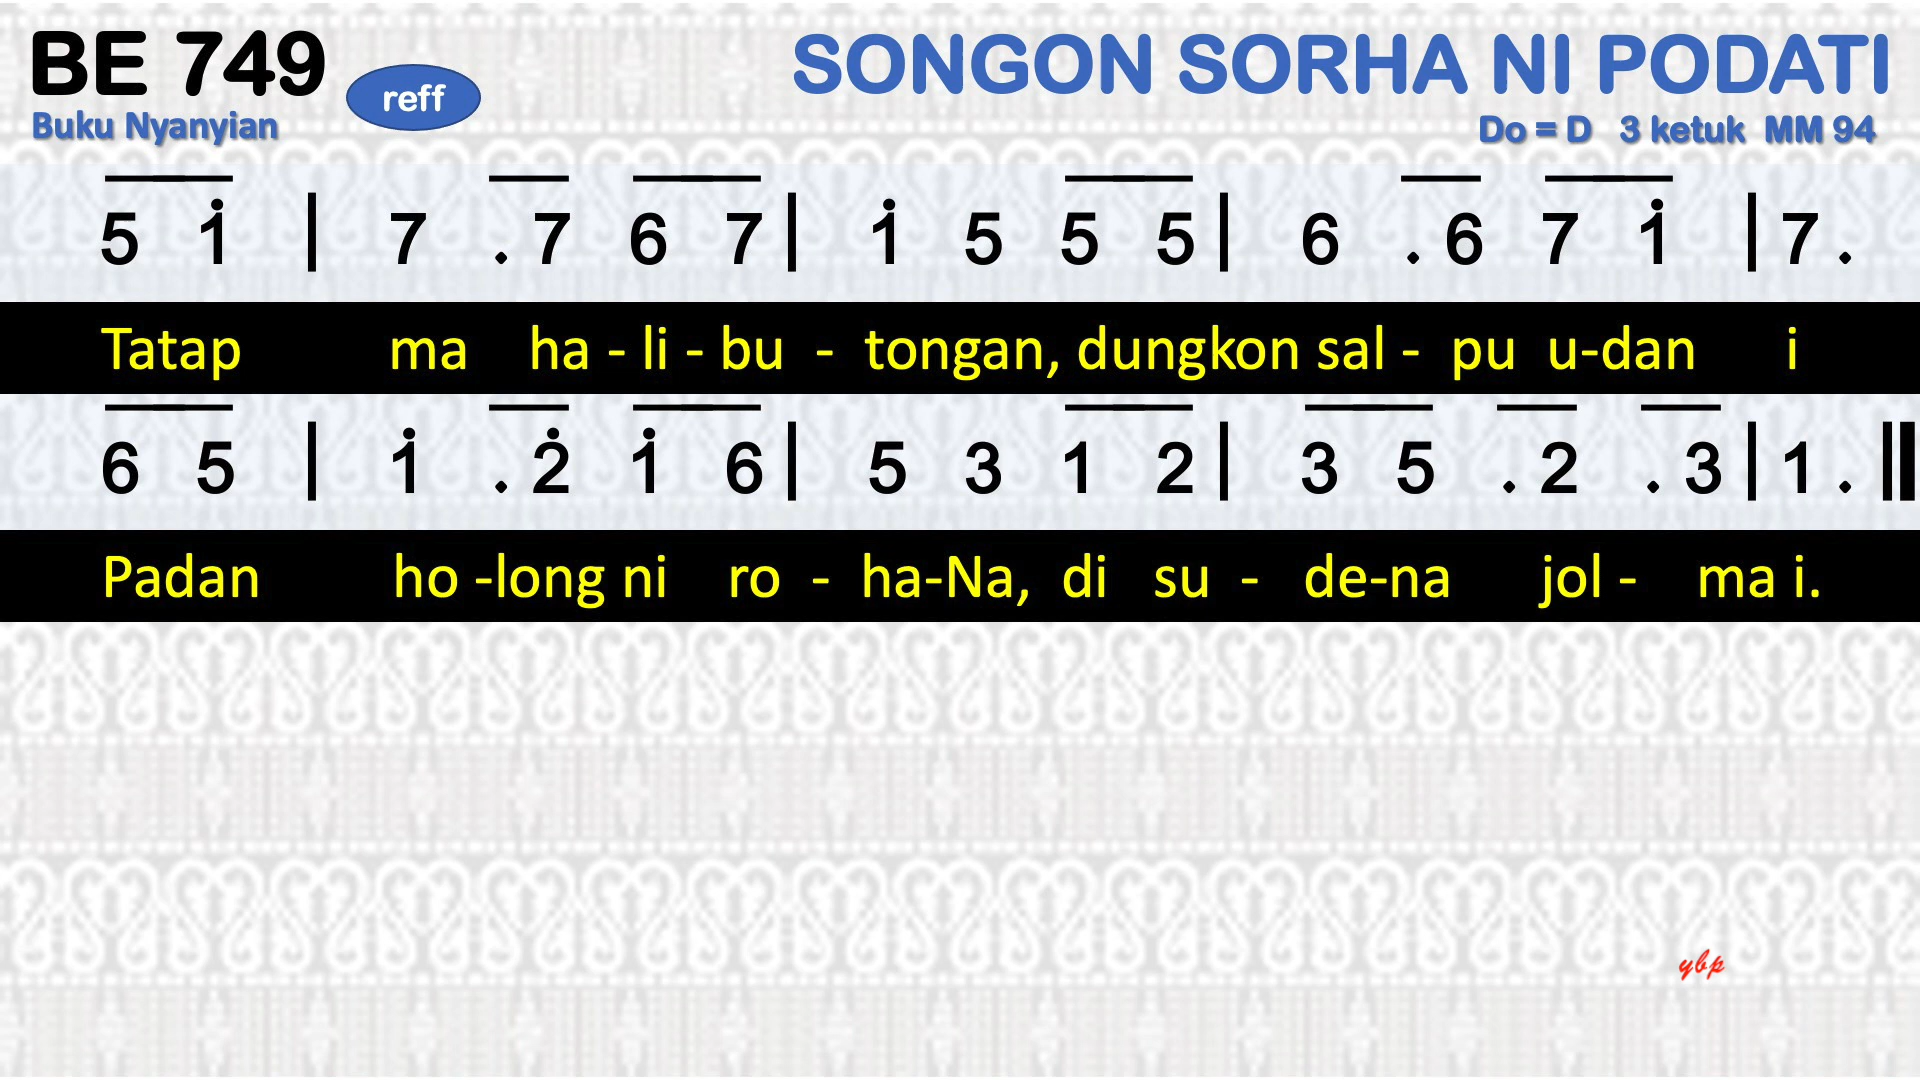 BE 749 reff SONGON SORHA NI PODATI
Buku Nyanyian Do = D 3 ketuk MM 94
5 1̇ | 7 . 7 6 7 | 1̇ 5 5 5 | 6 . 6 7 1̇ | 7 .
Tatap ma ha - li - bu - tongan, dungkon sal - pu u-dan i
6 5 | 1̇ . 2̇ 1̇ 6 | 5 3 1 2 | 3 5 . 2 . 3 | 1 . ||
Padan ho -long ni ro - ha-Na, di su - de-na jol - ma i.
ybp